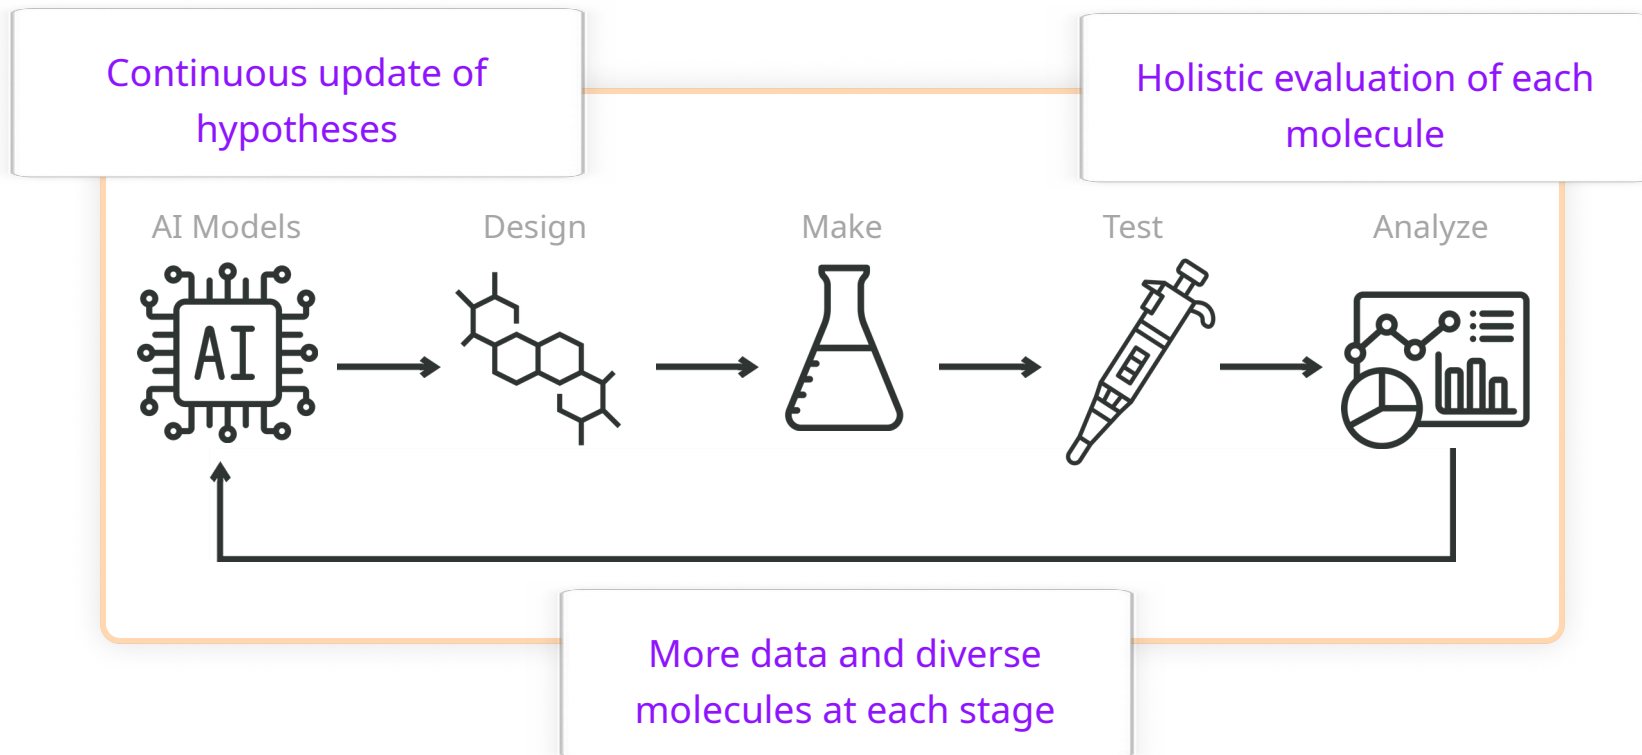 Continuous update of
hypotheses
Holistic evaluation of each
molecule
AI Models
Design
Make
Test
Analyze
AI
More data and diverse
molecules at each stage